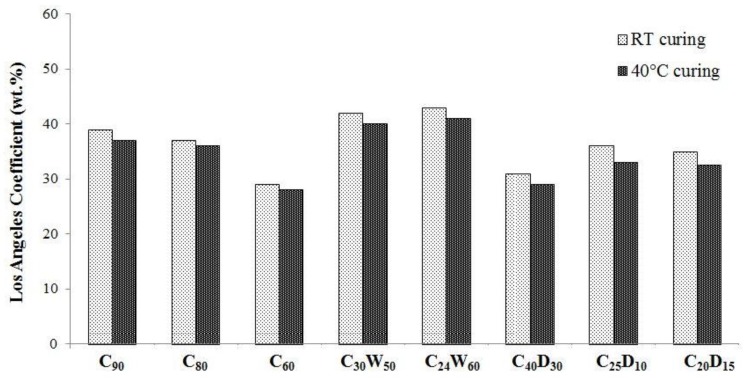 60
50
40
30
20
10
0
Los Angeles Coefficient (wt.%)
RT curing
40°C curing
C₉₀ C₈₀ C₆₀ C₃₀W₅₀ C₂₄W₆₀ C₄₀D₃₀ C₂₅D₁₀ C₂₀D₁₅